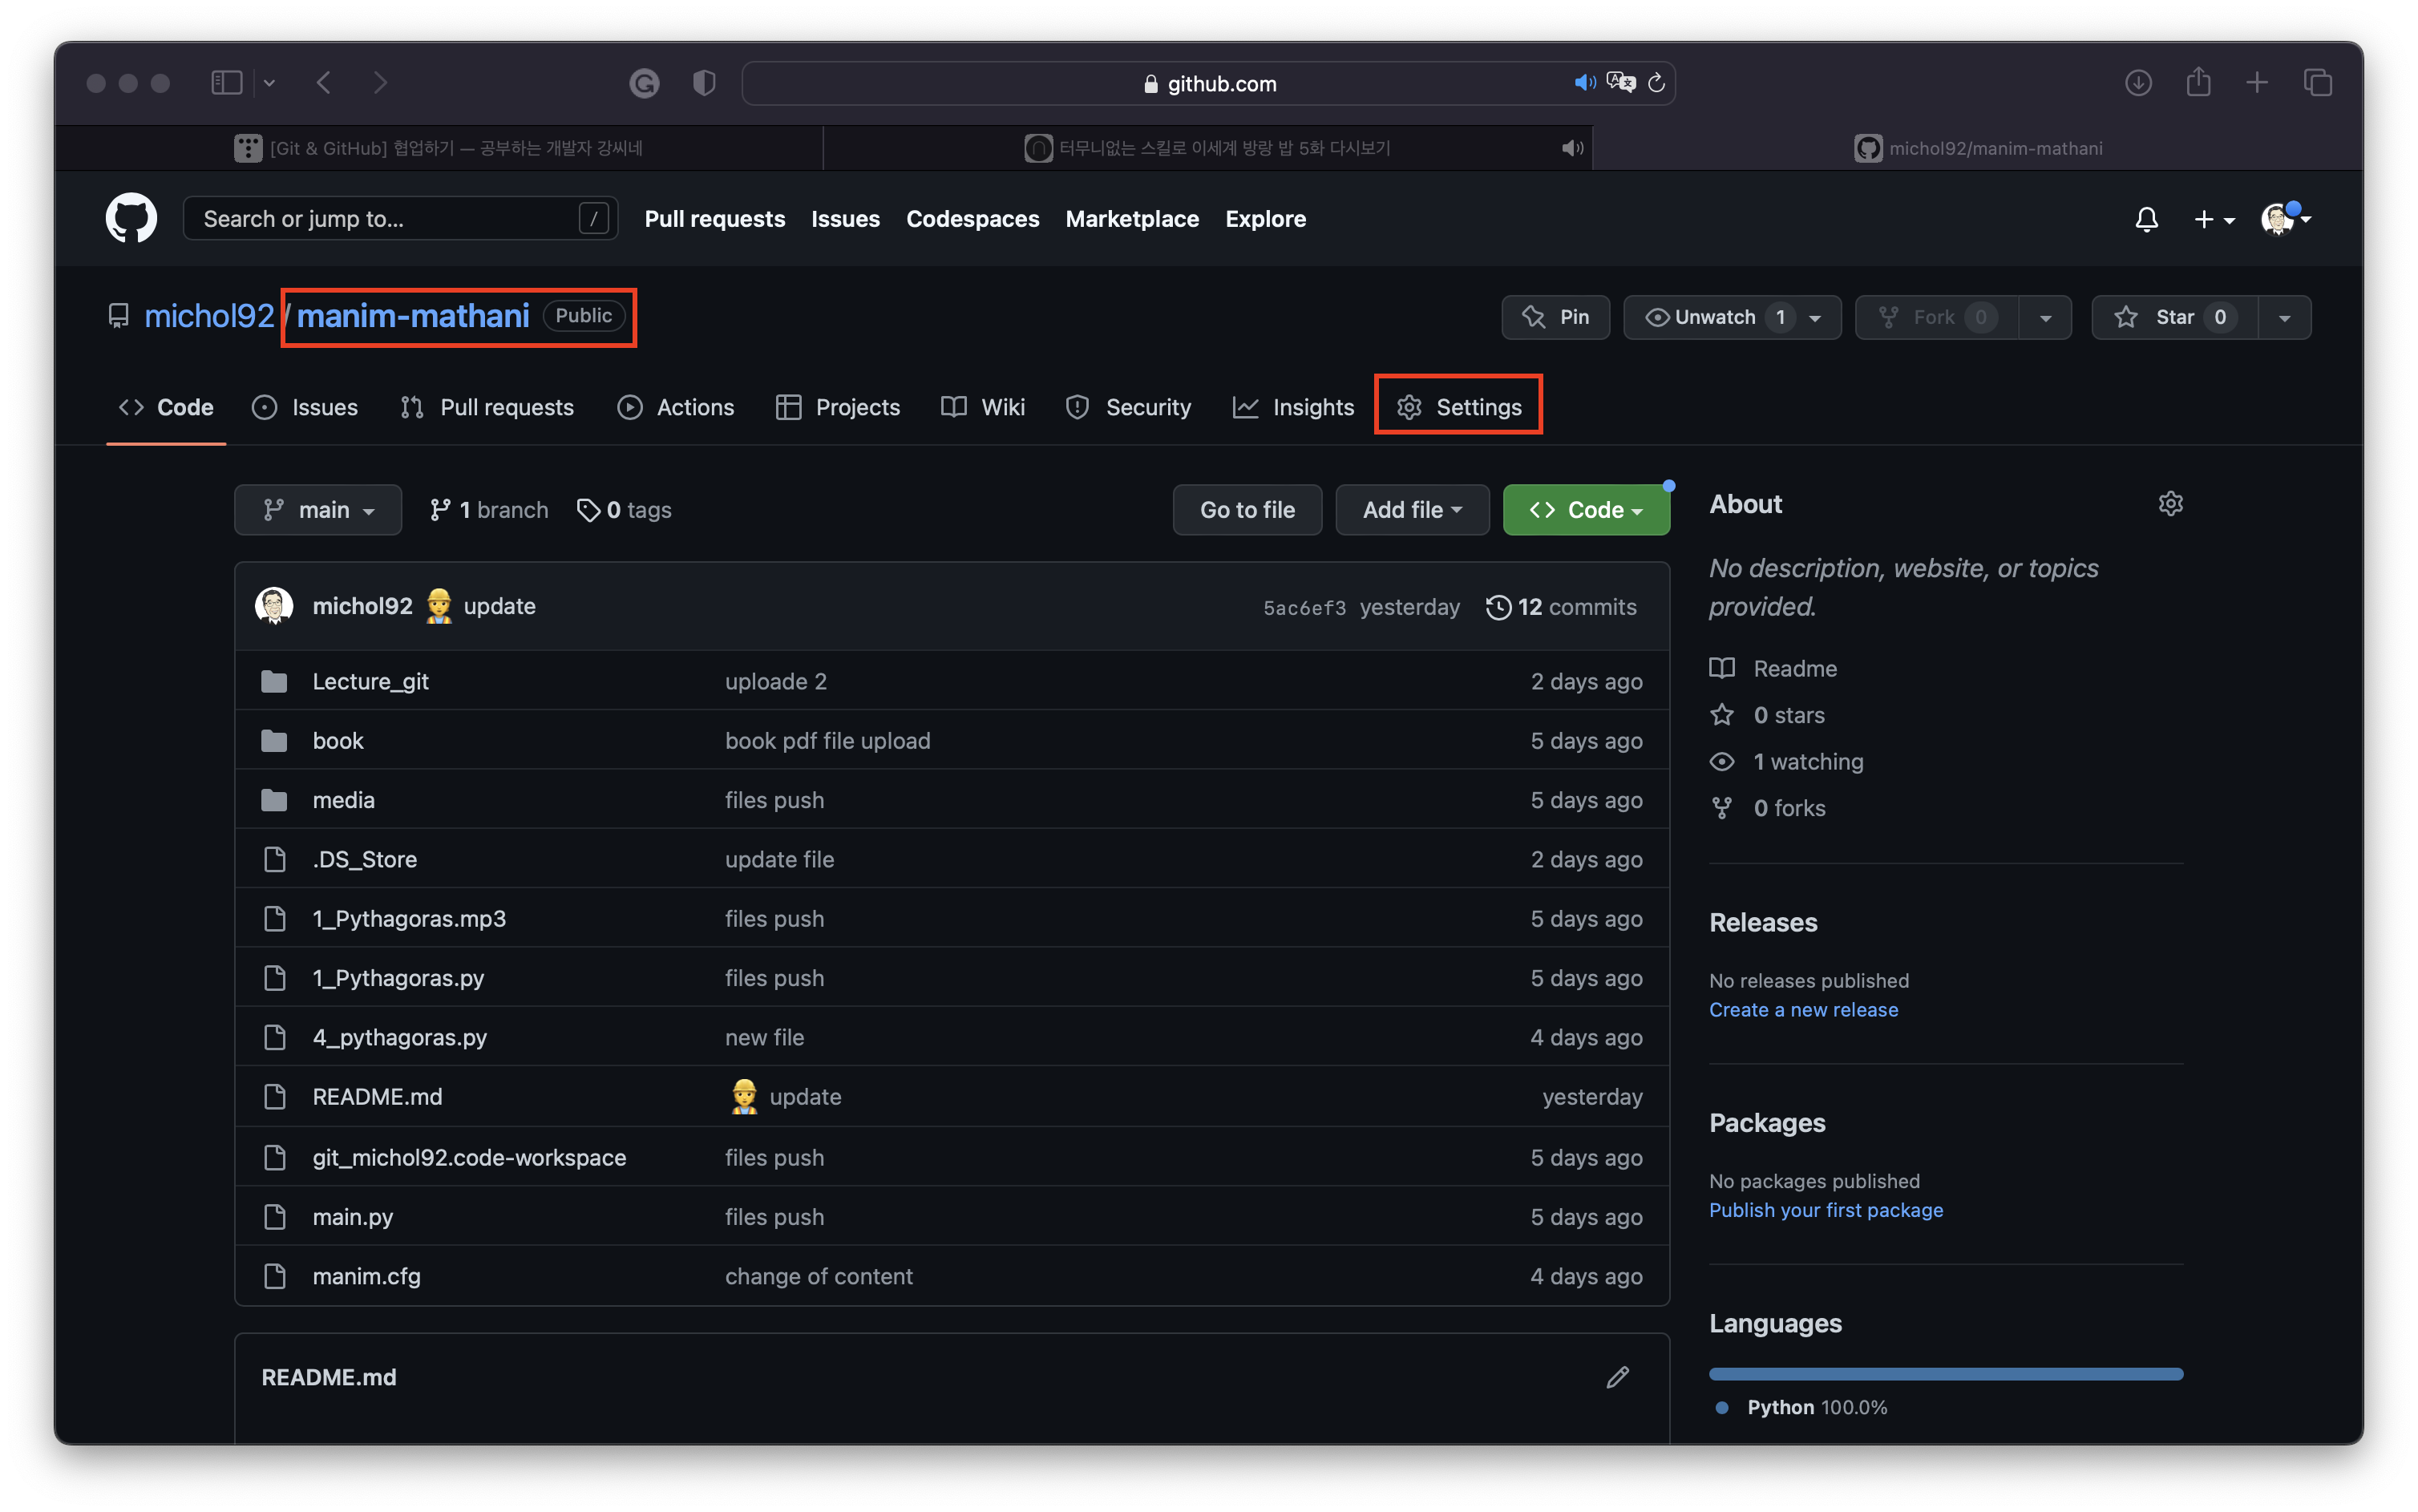 github.com
[Git & GitHub] 협업하기 — 공부하는 개발자 강씨네
터무니없는 스킬로 이세계 방랑 밥 5화 다시보기
michol92/manim-mathani
Search or jump to... /
Pull requests Issues Codespaces Marketplace Explore
michol92 / manim-mathani Public
Pin Unwatch 1 Fork 0 Star 0
Code Issues Pull requests Actions Projects Wiki Security Insights Settings
main 1 branch 0 tags Go to file Add file Code
michol92 update 5ac6ef3 yesterday 12 commits
Lecture_git uploade 2 2 days ago
book book pdf file upload 5 days ago
media files push 5 days ago
.DS_Store update file 2 days ago
1_Pythagoras.mp3 files push 5 days ago
1_Pythagoras.py files push 5 days ago
4_pythagoras.py new file 4 days ago
README.md update yesterday
git_michol92.code-workspace files push 5 days ago
main.py files push 5 days ago
manim.cfg change of content 4 days ago
README.md
About
No description, website, or topics
provided.
Readme
0 stars
1 watching
0 forks
Releases
No releases published
Create a new release
Packages
No packages published
Publish your first package
Languages
Python 100.0%